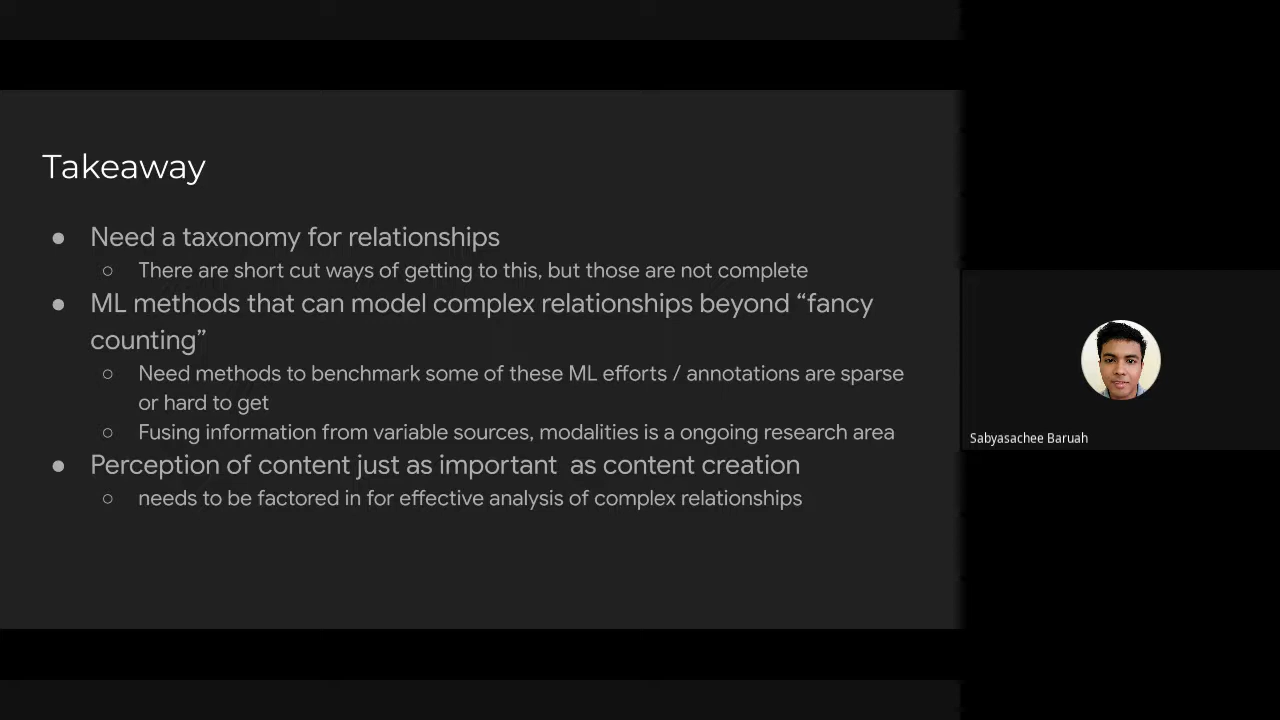 Takeaway
● Need a taxonomy for relationships
○ There are short cut ways of getting to this, but those are not complete
● ML methods that can model complex relationships beyond “fancy
counting”
○ Need methods to benchmark some of these ML efforts / annotations are sparse
or hard to get
○ Fusing information from variable sources, modalities is a ongoing research area
● Perception of content just as important  as content creation
○ needs to be factored in for effective analysis of complex relationships
Sabyasachee Baruah